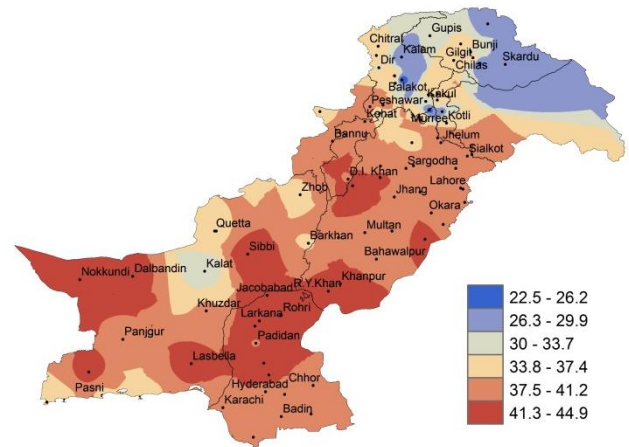 Gupis
Chitral
Bunji
Kalam
Gilgit
Skardu
Dir
Chilas
Balakot
Kakul
Peshawar
Murree
Kotli
Kohat
Bannu
Jhelum
Sialkot
Sargodha
D.I. Khan
Lahore
Zhob
Jhang
Okara
Quetta
Multan
Barkhan
Sibbi
Bahawalpur
Nokkundi
Dalbandin
Kalat
Khanpur
R.Y.Khan
Jacobabad
Khuzdar
Larkana
Rohri
Panjgur
Padidan
Lasbella
Pasni
Hyderabad
Chhor
Karachi
Badin
22.5 - 26.2
26.3 - 29.9
30 - 33.7
33.8 - 37.4
37.5 - 41.2
41.3 - 44.9